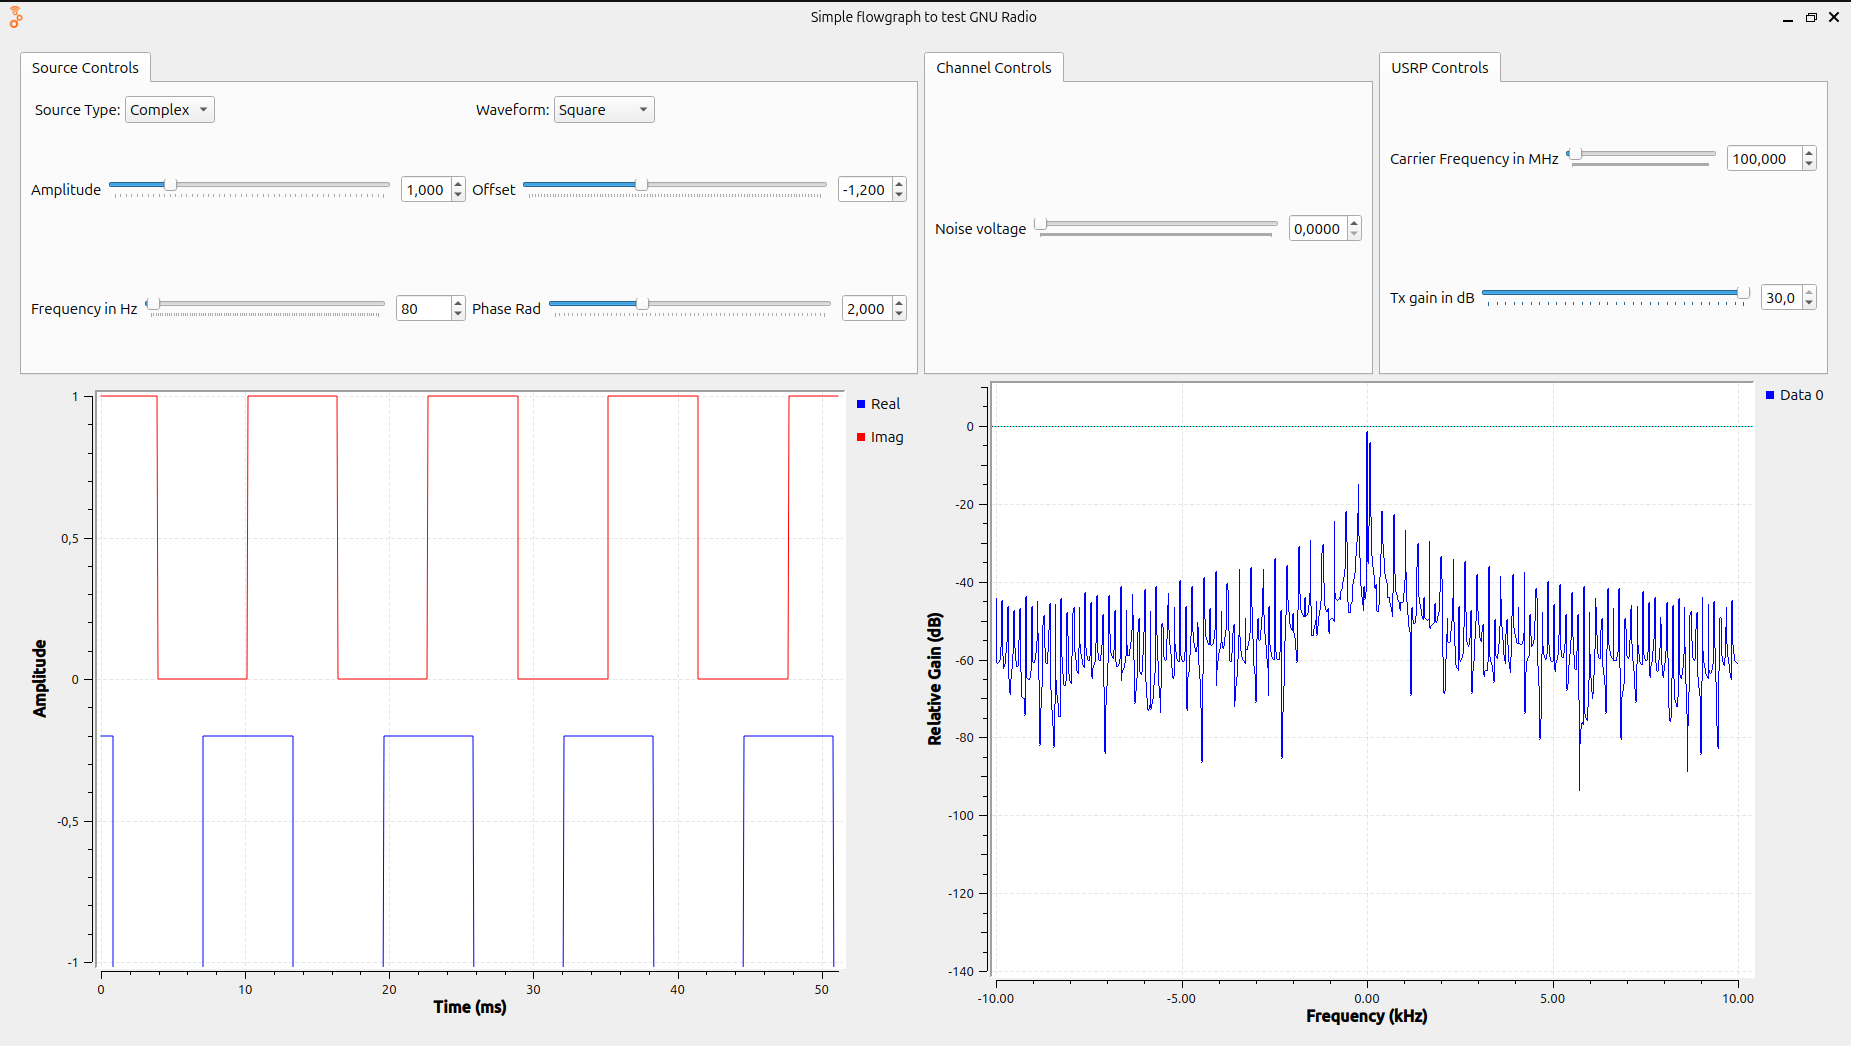 Simple flowgraph to test GNU Radio
Source Controls
Source Type: Complex
Waveform: Square
Amplitude 1,000
Offset -1,200
Frequency in Hz 80
Phase Rad 2,000
Channel Controls
Noise voltage 0,0000
USRP Controls
Carrier Frequency in MHz 100,000
Tx gain in dB 30,0
Amplitude
1
0,5
0
-0,5
-1
0 10 20 30 40 50
Time (ms)
Real
Imag
Relative Gain (dB)
0
-20
-40
-60
-80
-100
-120
-140
-10.00 -5.00 0.00 5.00 10.00
Frequency (kHz)
Data 0